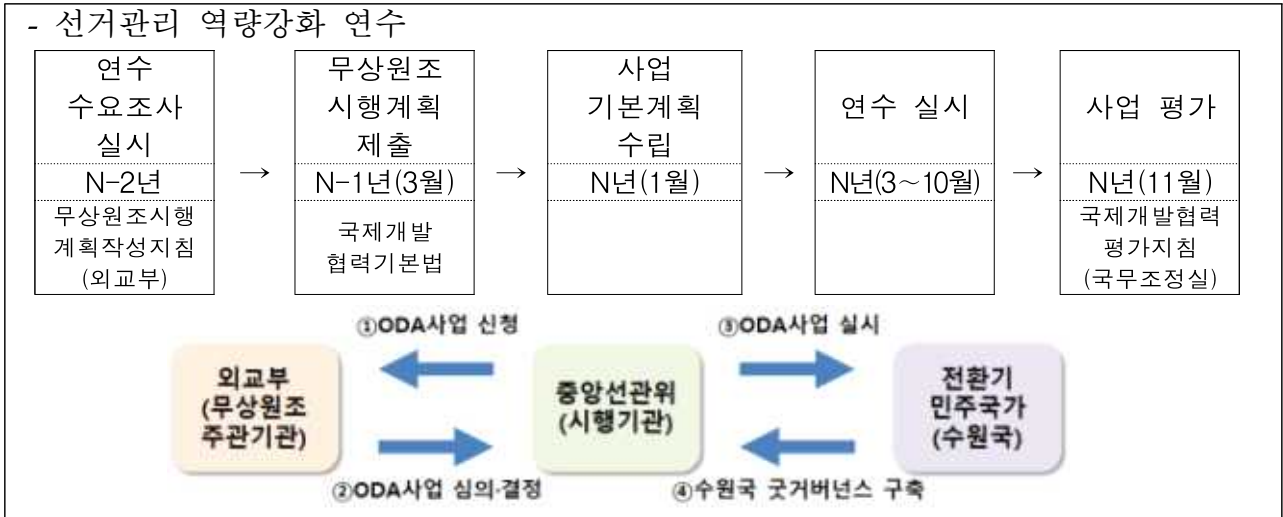 - 선거관리 역량강화 연수
연수
수요조사
실시
N-2년
무상원조시행
계획작성지침
(외교부)
→
무상원조
시행계획
제출
N-1년(3월)
국제개발
협력기본법
→
사업
기본계획
수립
N년(1월)
→
연수 실시
N년(3~10월)
→
사업 평가
N년(11월)
국제개발협력
평가지침
(국무조정실)
①ODA사업 신청
③ODA사업 실시
외교부
(무상원조
주관기관)
중앙선관위
(시행기관)
전환기
민주국가
(수원국)
②ODA사업 심의·결정
④수원국 굿거버넌스 구축